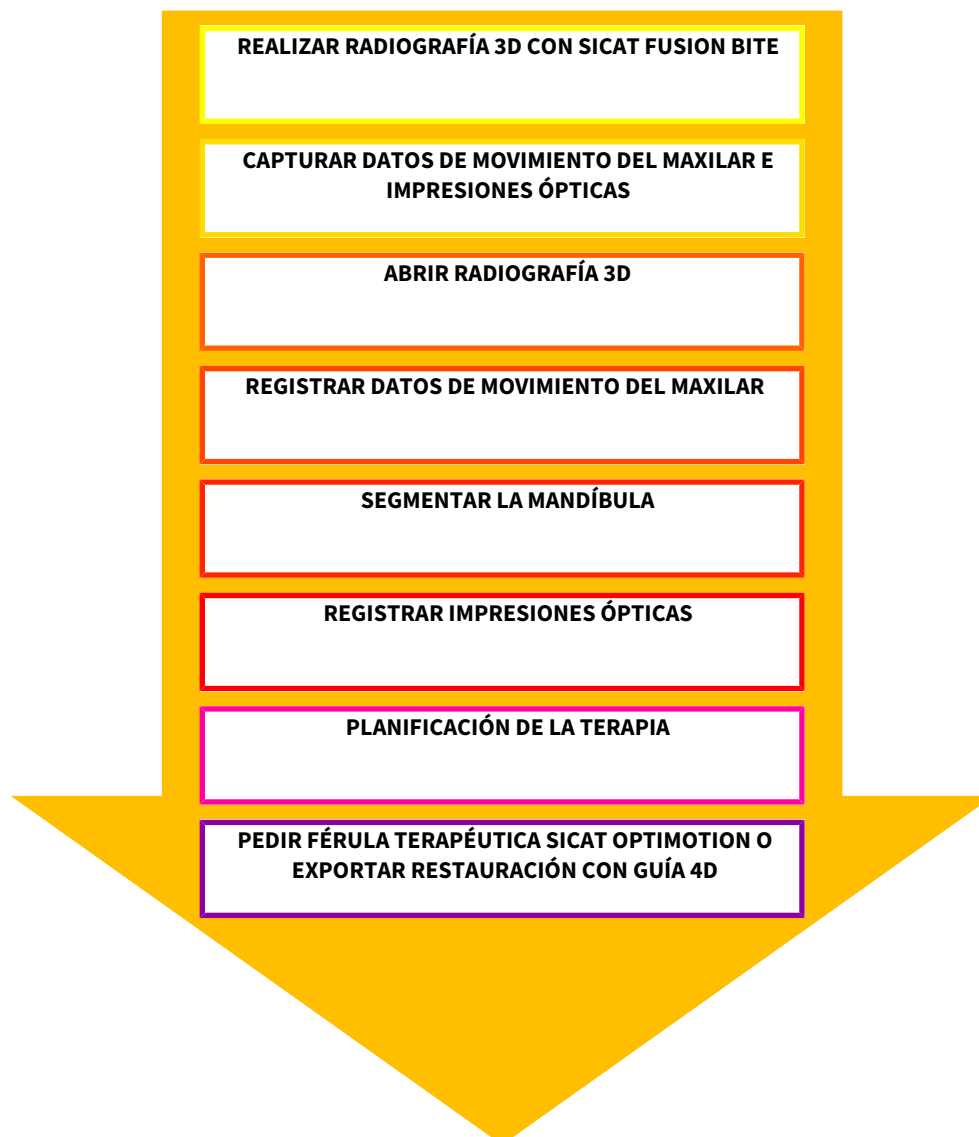 REALIZAR RADIOGRAFÍA 3D CON SICAT FUSION BITE
CAPTURAR DATOS DE MOVIMIENTO DEL MAXILAR E
IMPRESIONES ÓPTICAS
ABRIR RADIOGRAFÍA 3D
REGISTRAR DATOS DE MOVIMIENTO DEL MAXILAR
SEGMENTAR LA MANDÍBULA
REGISTRAR IMPRESIONES ÓPTICAS
PLANIFICACIÓN DE LA TERAPIA
PEDIR FÉRULA TERAPÉUTICA SICAT OPTIMOTION O
EXPORTAR RESTAURACIÓN CON GUÍA 4D